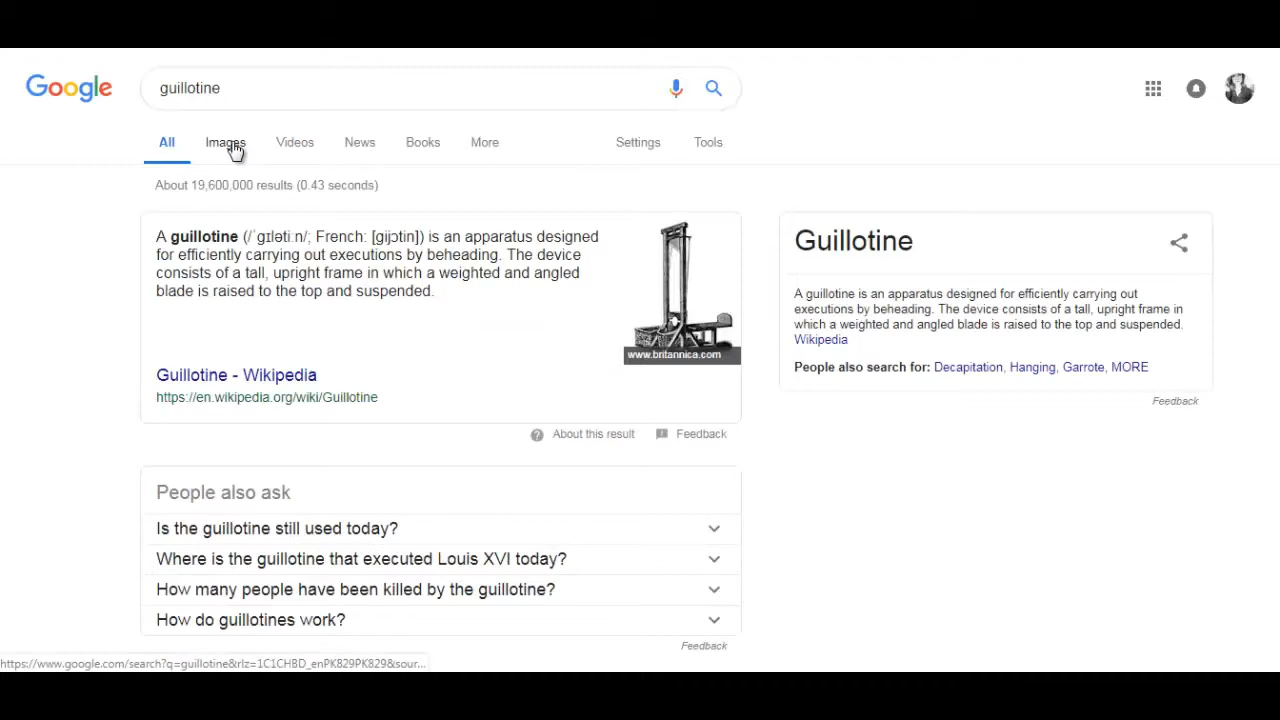 Google
guillotine
All Images Videos News Books More Settings Tools
About 19,600,000 results (0.43 seconds)
A guillotine (/ˈɡɪlətiːn/; French: [ɡijɔtin]) is an apparatus designed
for efficiently carrying out executions by beheading. The device
consists of a tall, upright frame in which a weighted and angled
blade is raised to the top and suspended.
www.britannica.com
Guillotine - Wikipedia
https://en.wikipedia.org/wiki/Guillotine
About this result Feedback
Guillotine
A guillotine is an apparatus designed for efficiently carrying out
executions by beheading. The device consists of a tall, upright frame in
which a weighted and angled blade is raised to the top and suspended.
Wikipedia
People also search for: Decapitation, Hanging, Garrote, MORE
Feedback
People also ask
Is the guillotine still used today?
Where is the guillotine that executed Louis XVI today?
How many people have been killed by the guillotine?
How do guillotines work?
Feedback
https://www.google.com/search?q=guillotine&rlz=1C1CHBD_enPK829PK829&sour...